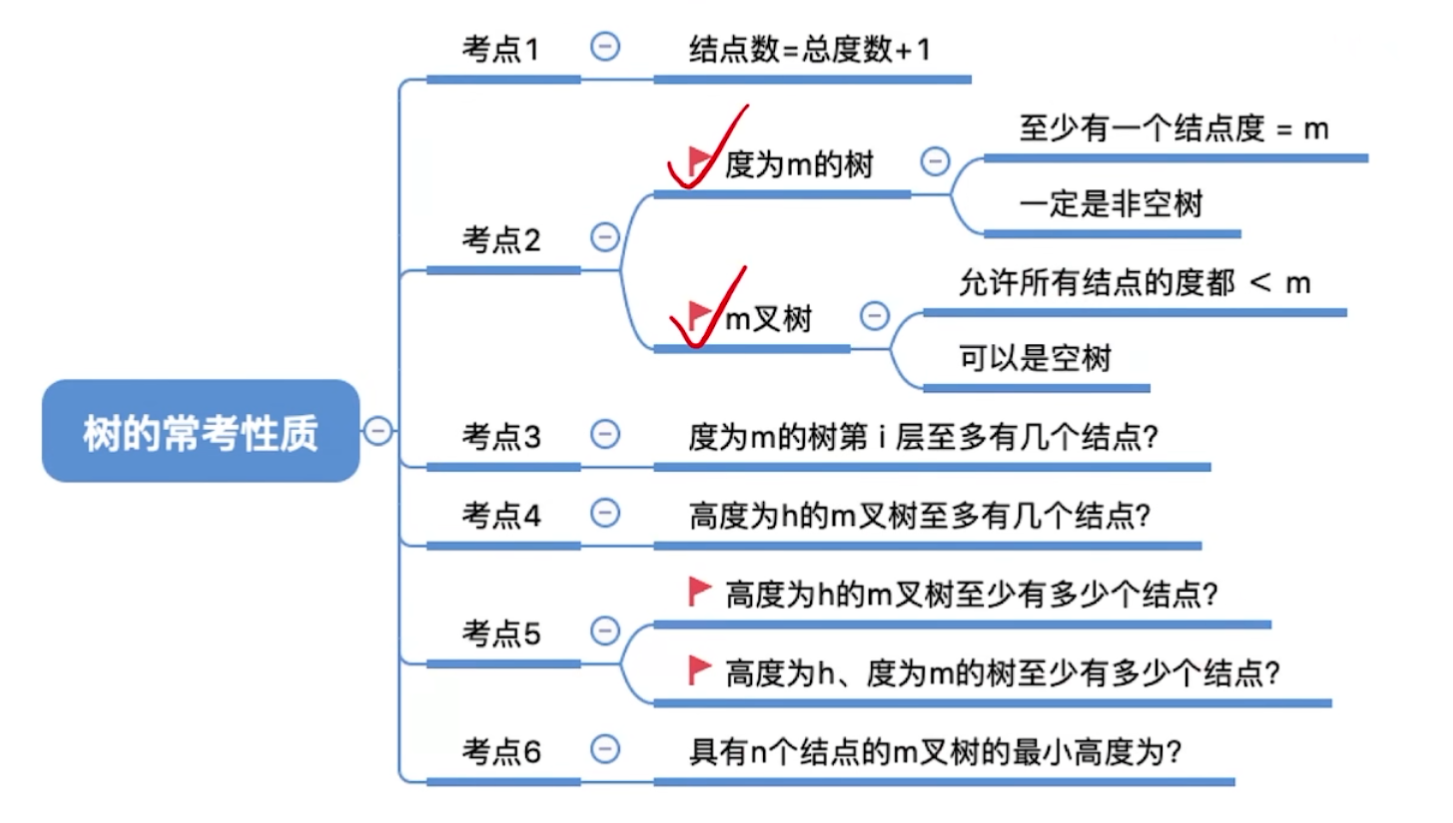 考点1
结点数=总度数+1
度为m的树
至少有一个结点度 = m
一定是非空树
考点2
m叉树
允许所有结点的度都 < m
可以是空树
树的常考性质
考点3
度为m的树第 i 层至多有几个结点?
考点4
高度为h的m叉树至多有几个结点?
考点5
高度为h的m叉树至少有多少个结点?
高度为h、度为m的树至少有多少个结点?
考点6
具有n个结点的m叉树的最小高度为?